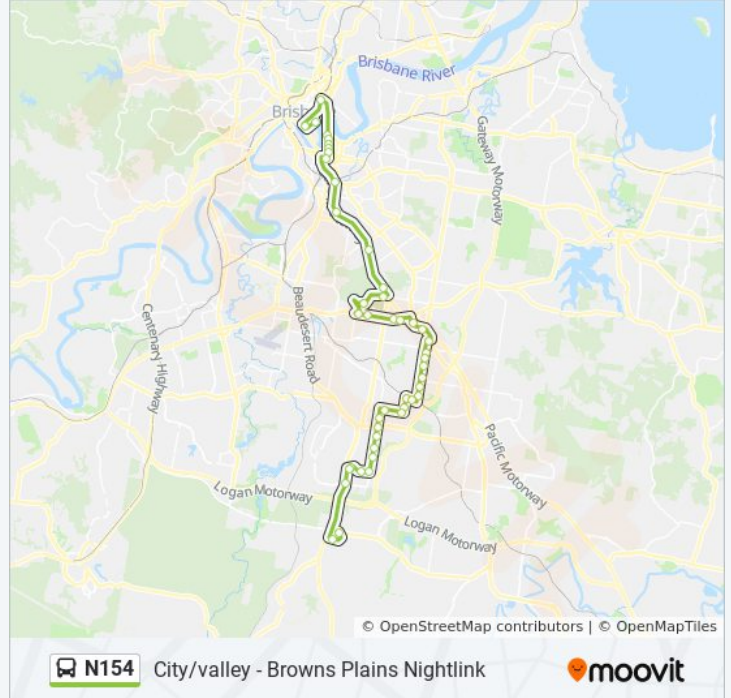 Brisbane River
Brisb
Gateway Motorway
Beaudesert Road
Centenary Highway
Pacific Motorway
Logan Motorway
Logan Motorway
© OpenStreetMap contributors | © OpenMapTiles
N154 City/valley - Browns Plains Nightlink
moovit